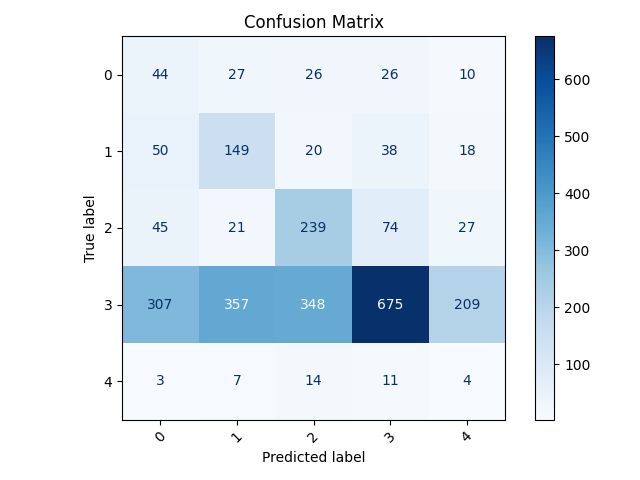 Confusion Matrix
0 44 27 26 26 10
1 50 149 20 38 18
2 45 21 239 74 27
3 307 357 348 675 209
4 3 7 14 11 4
0 1 2 3 4
True label
Predicted label
600
500
400
300
200
100